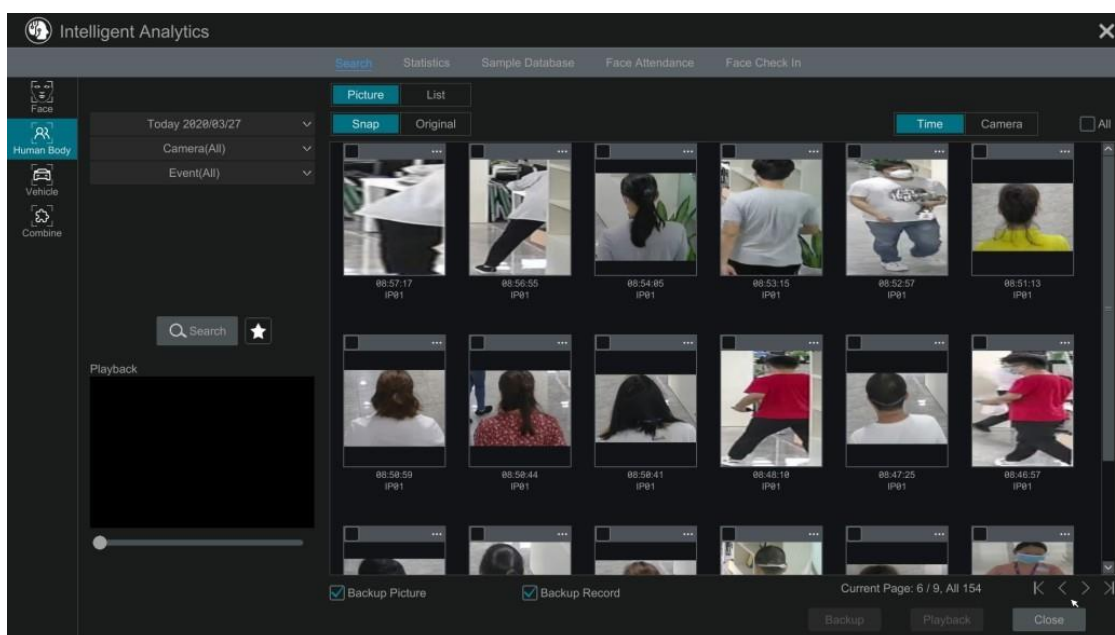 Intelligent Analytics
Search Statistics Sample Database Face Attendance Face Check In
Face
Human Body
Vehicle
Combine
Today 2020/03/27
Camera(All)
Event(All)
Search
Playback
Picture List
Snap Original
Time Camera All
08:57:17 08:56:55 08:54:05 08:53:15 08:52:57 08:51:13
IP01 IP01 IP01 IP01 IP01 IP01
08:50:59 08:50:44 08:50:41 08:48:10 08:47:25 08:46:57
IP01 IP01 IP01 IP01 IP01 IP01
Backup Picture Backup Record Current Page: 6 / 9, All 154
Backup Playback Close